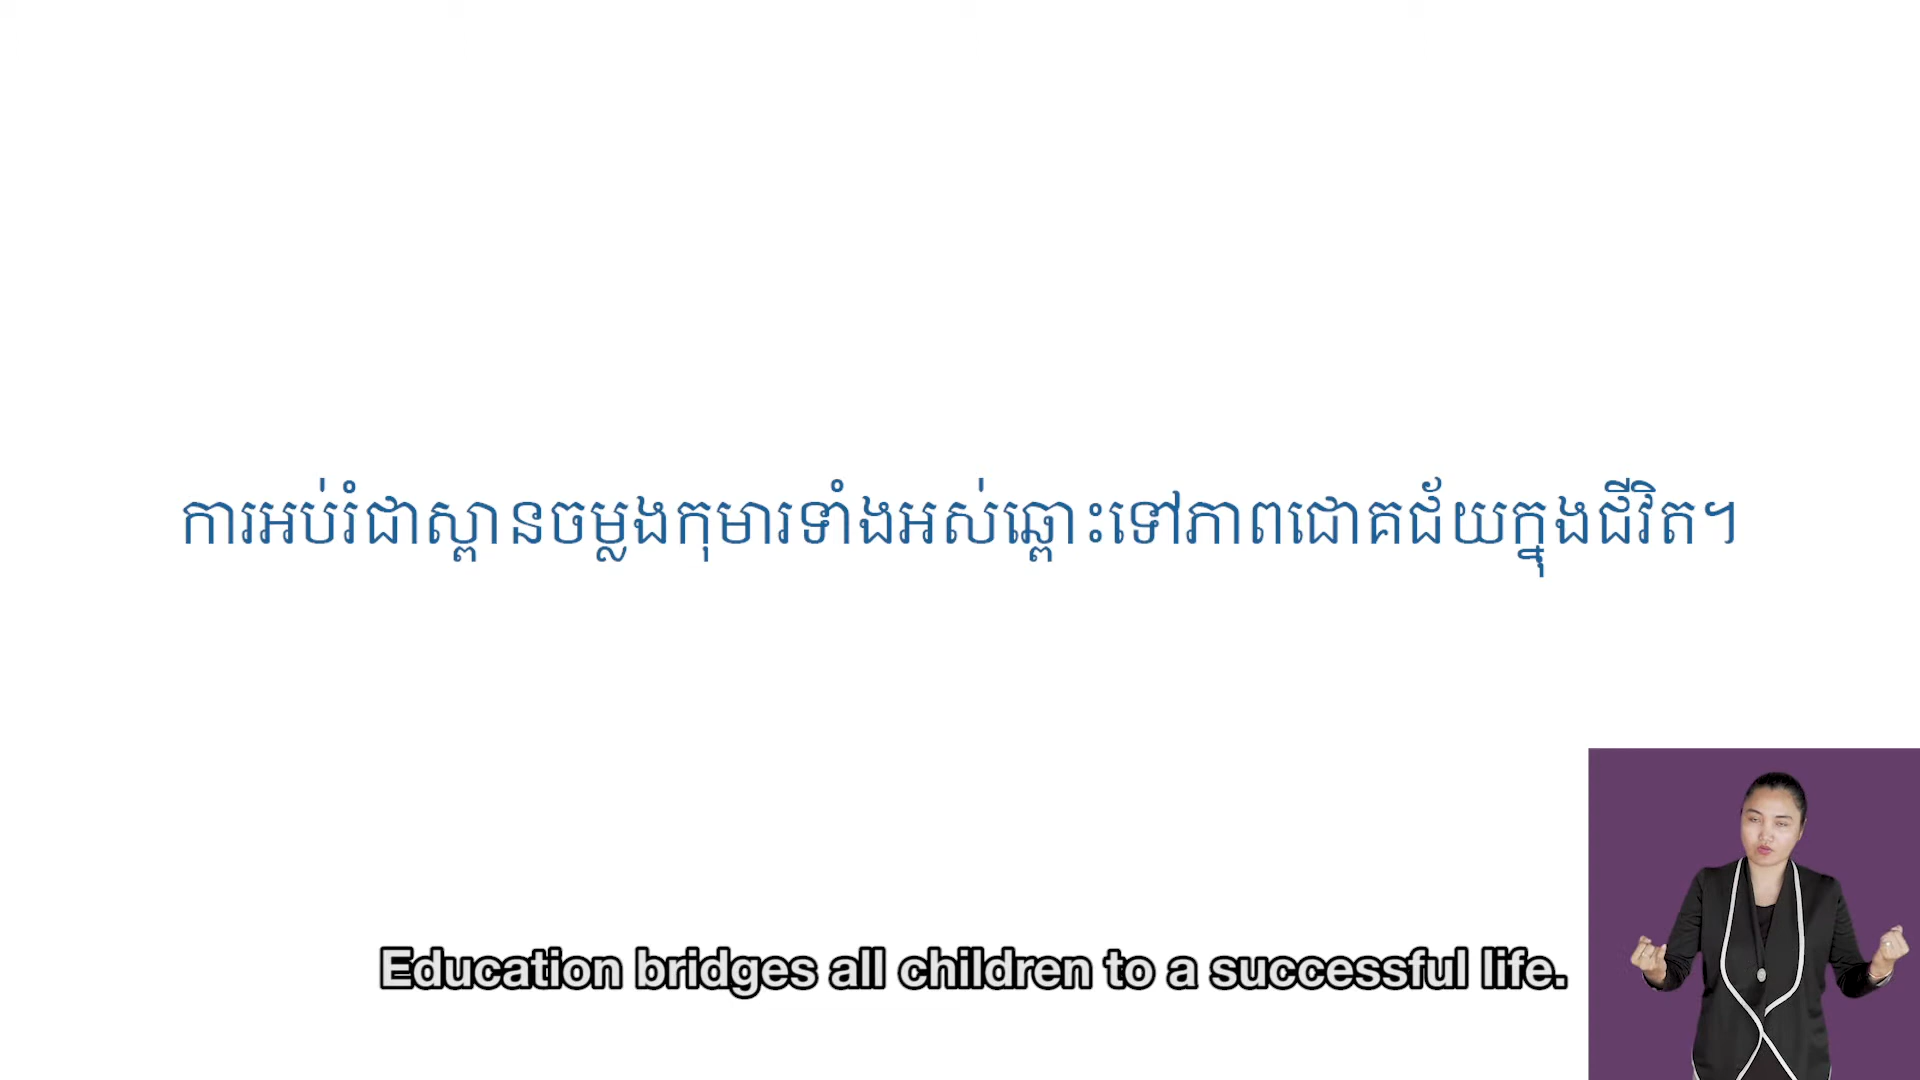 ការអប់រំជាស្ពានចម្លងកុមារទាំងអស់ឆ្ពោះទៅភាពជោគជ័យក្នុងជីវិត។
Education bridges all children to a successful life.